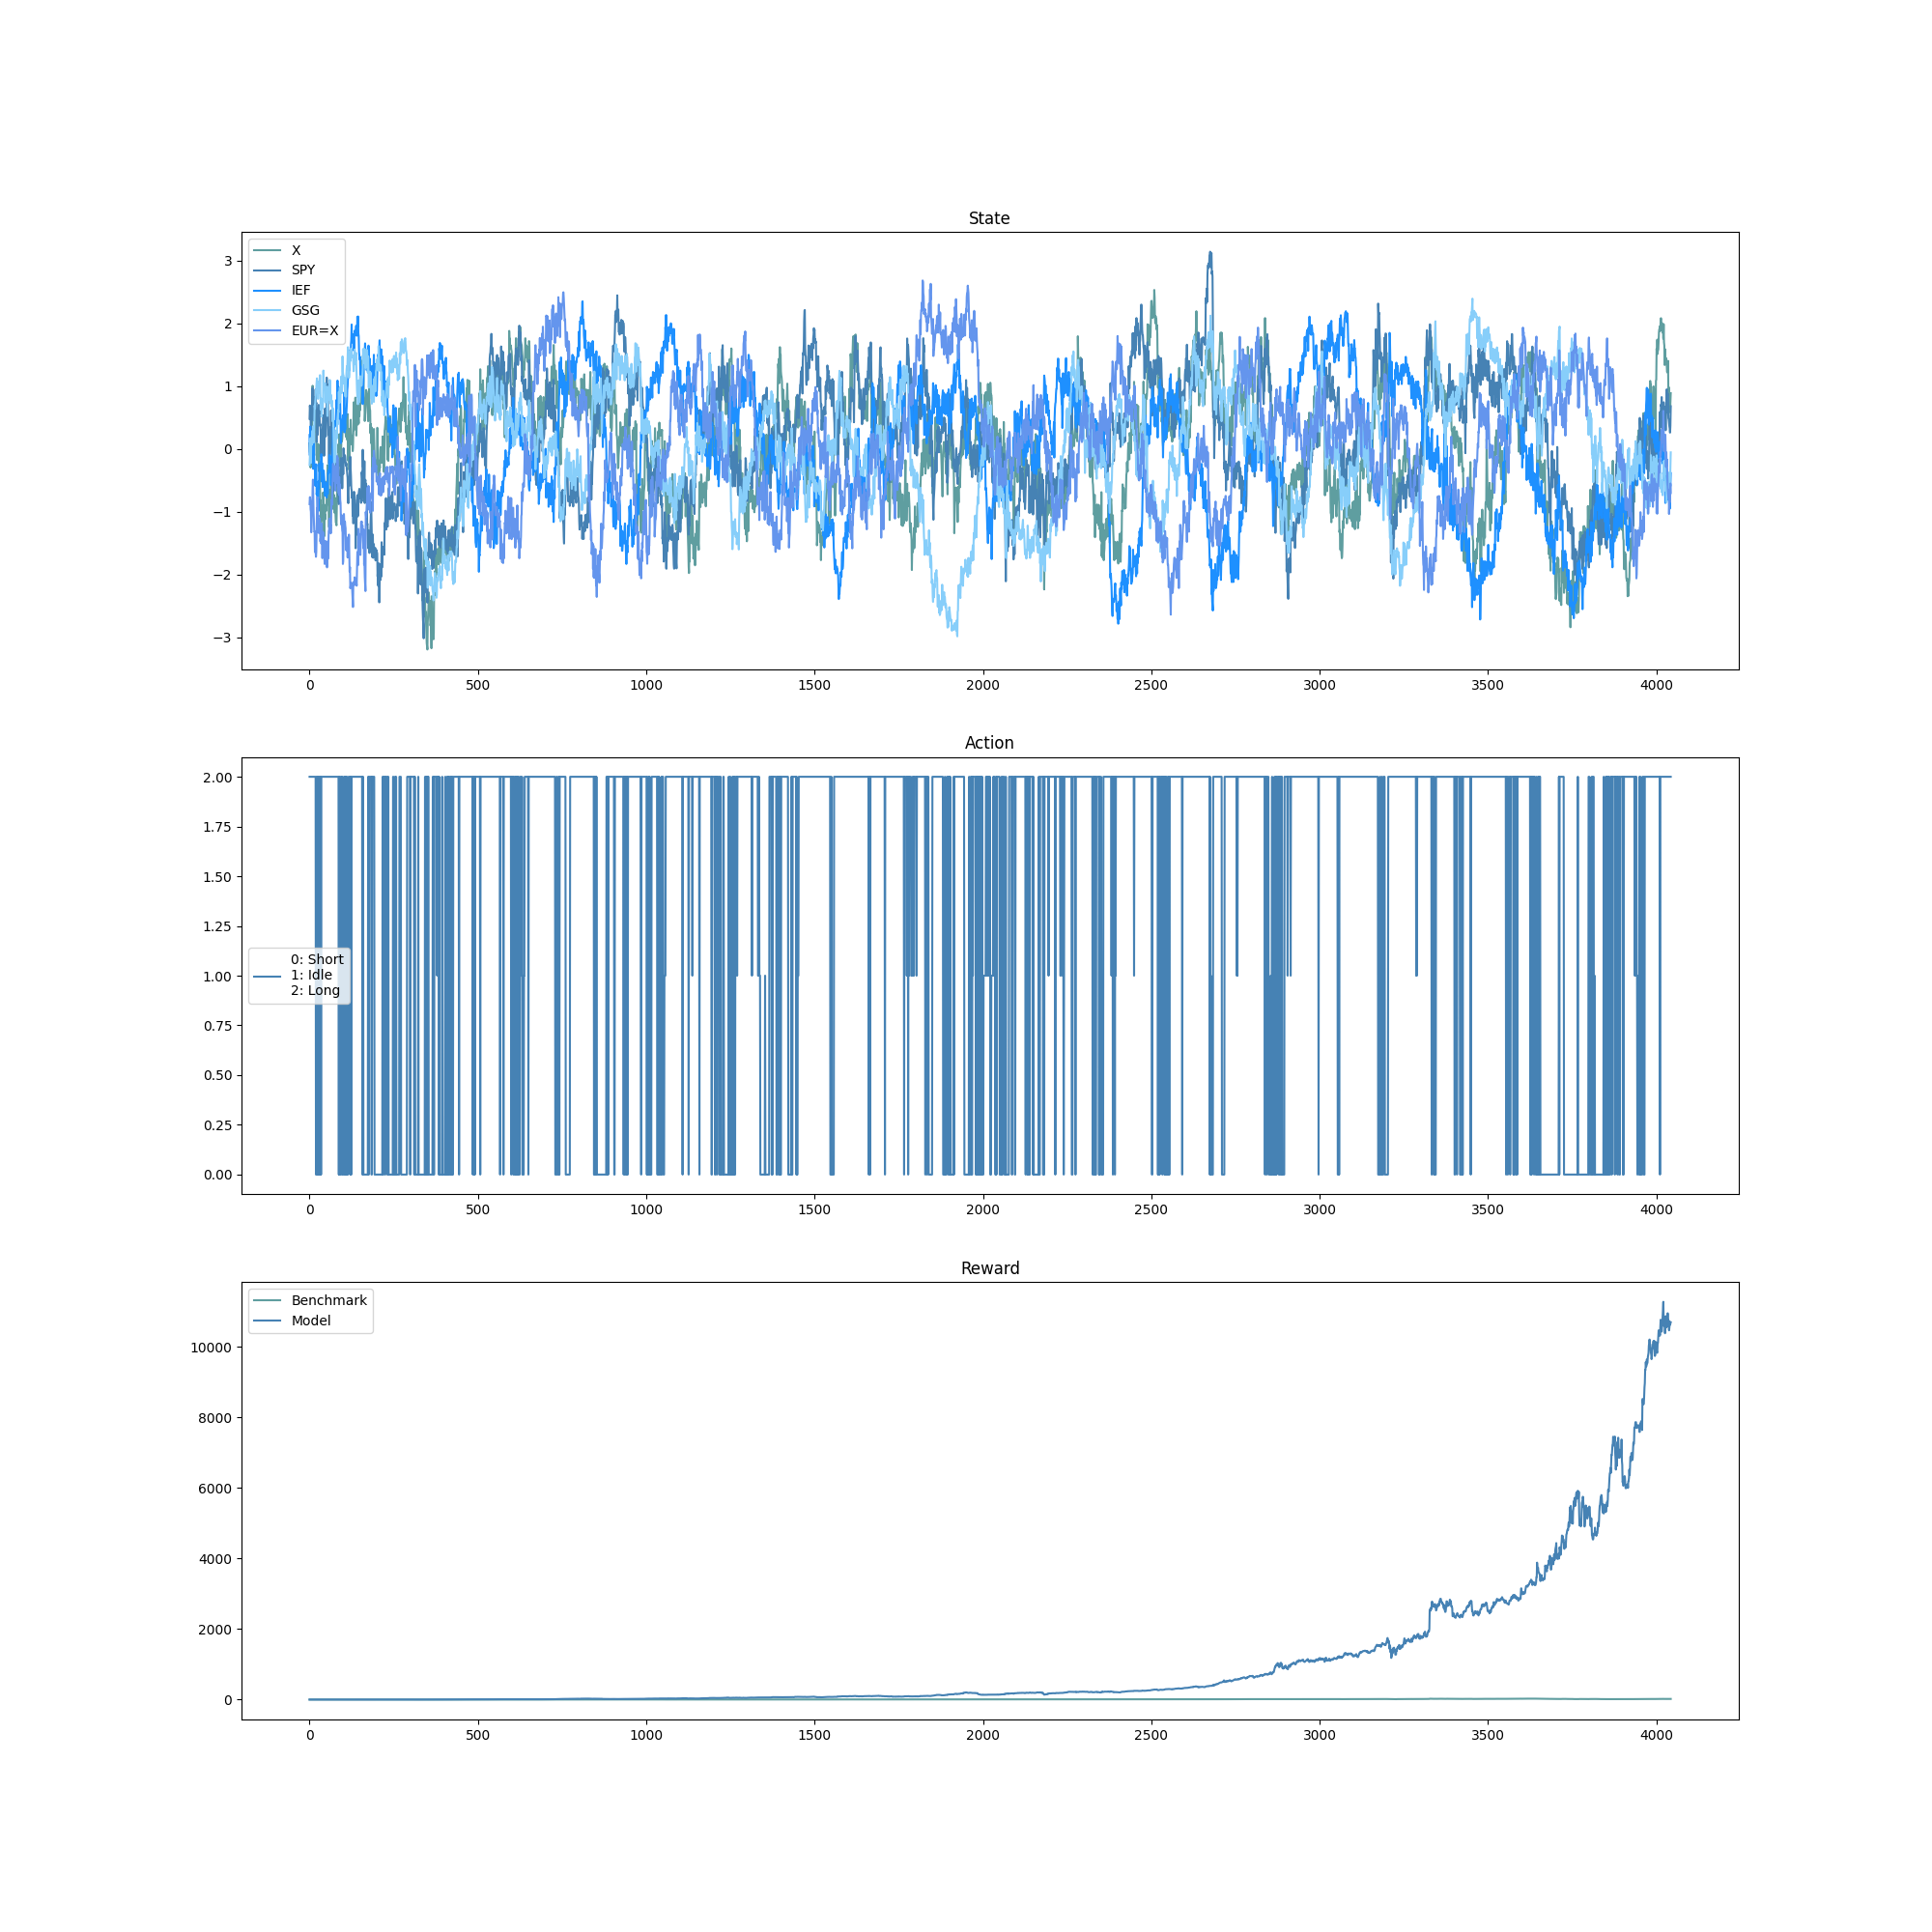 State
X
SPY
IEF
GSG
EUR=X
3
2
1
0
−1
−2
−3
0 500 1000 1500 2000 2500 3000 3500 4000
Action
2.00
1.75
1.50
1.25
1.00
0.75
0.50
0.25
0.00
0: Short
1: Idle
2: Long
0 500 1000 1500 2000 2500 3000 3500 4000
Reward
Benchmark
Model
10000
8000
6000
4000
2000
0
0 500 1000 1500 2000 2500 3000 3500 4000